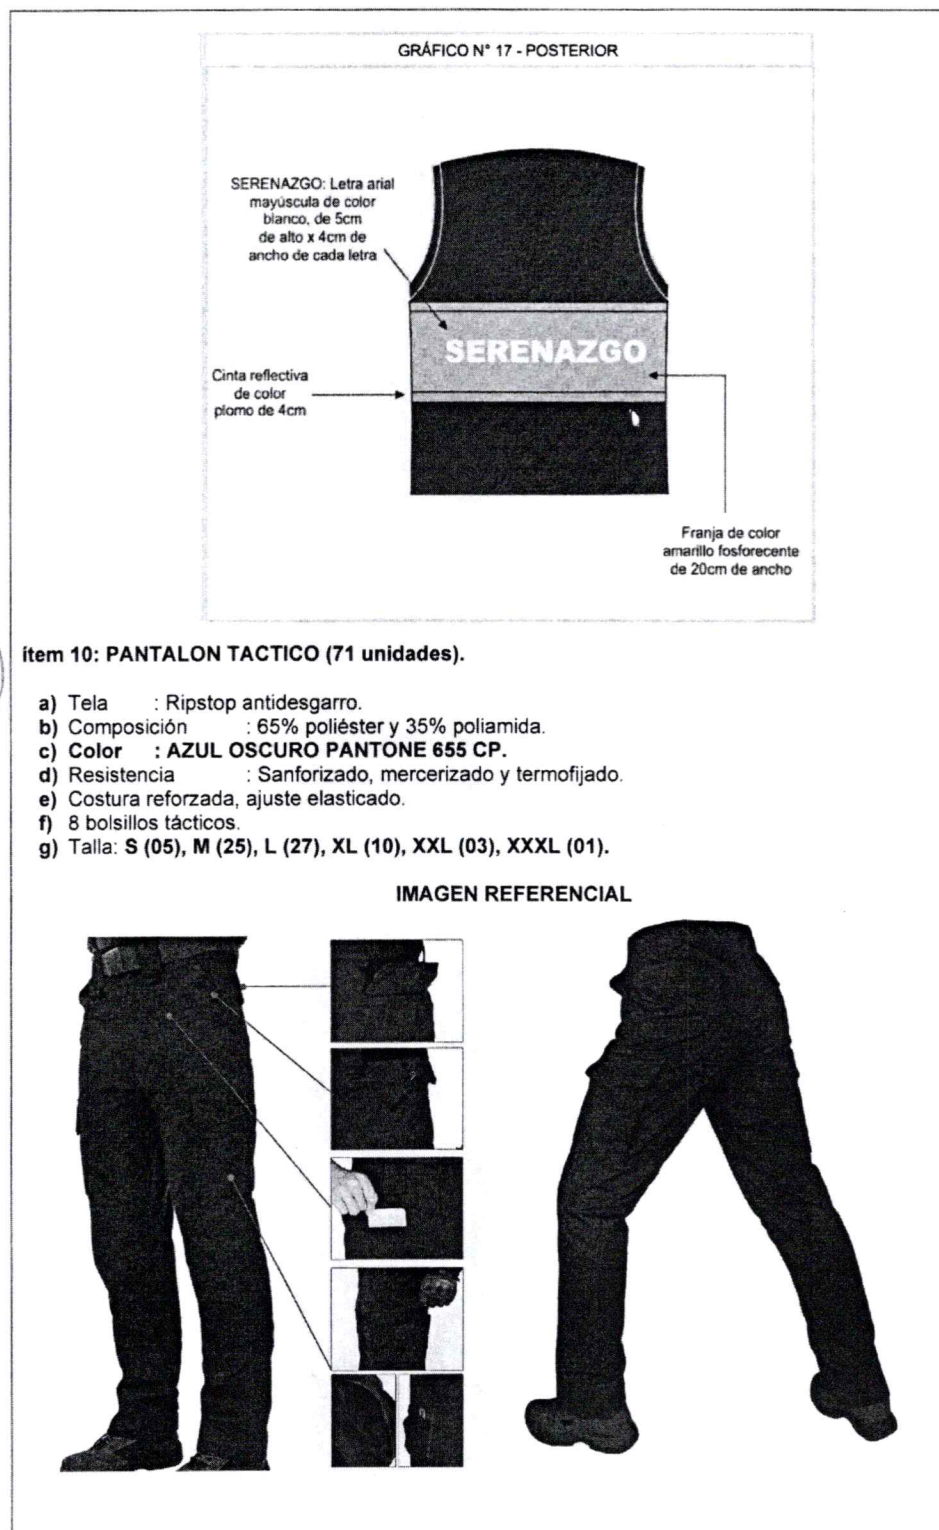 GRÁFICO N° 17 - POSTERIOR
SERENAZGO: Letra arial
mayúscula de color
blanco, de 5cm
de alto x 4cm de
ancho de cada letra
SERENAZGO
Cinta reflectiva
de color
plomo de 4cm
Franja de color
amarillo fosforecente
de 20cm de ancho
ítem 10: PANTALON TACTICO (71 unidades).
a) Tela : Ripstop antidesgarro.
b) Composición : 65% poliéster y 35% poliamida.
c) Color : AZUL OSCURO PANTONE 655 CP.
d) Resistencia : Sanforizado, mercerizado y termofijado.
e) Costura reforzada, ajuste elasticado.
f) 8 bolsillos tácticos.
g) Talla: S (05), M (25), L (27), XL (10), XXL (03), XXXL (01).
IMAGEN REFERENCIAL